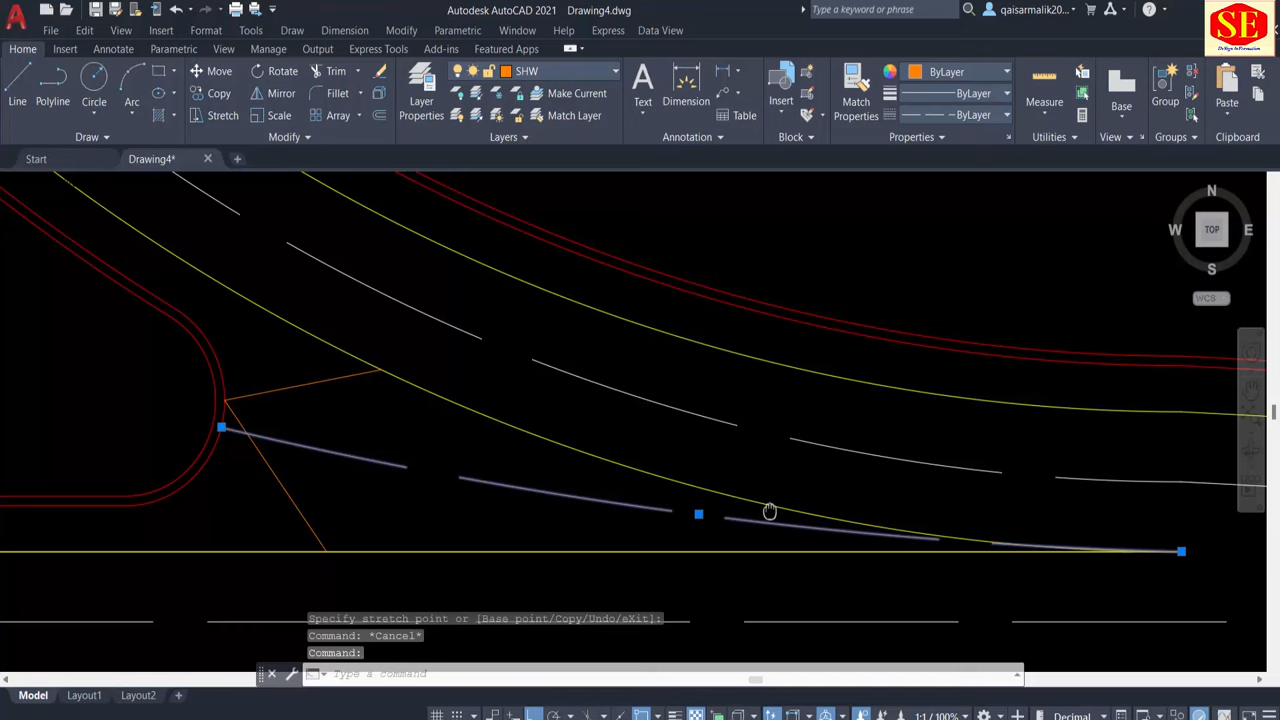 Autodesk AutoCAD 2021 Drawing4.dwg
Type a keyword or phrase
qaisarmalik20...
SE
DeSign InFormation
File Edit View Insert Format Tools Draw Dimension Modify Parametric Window Help Express Data View
Home Insert Annotate Parametric View Manage Output Express Tools Add-ins Featured Apps
Line Polyline Circle Arc
Move Rotate Trim
Copy Mirror Fillet
Stretch Scale Array
Layer Properties
SHW
Make Current
Match Layer
Text Dimension
Table
Insert
Match Properties
ByLayer
ByLayer
ByLayer
Measure
Group
Base
Paste
Draw Modify Layers Annotation Block Properties Utilities View Groups Clipboard
Start Drawing4*
N
W TOP E
S
WCS
Specify stretch point or [Base point/Copy/Undo/eXit]:
Command: *Cancel*
Command:
Type a command
Model Layout1 Layout2
1:1 / 100% Decimal